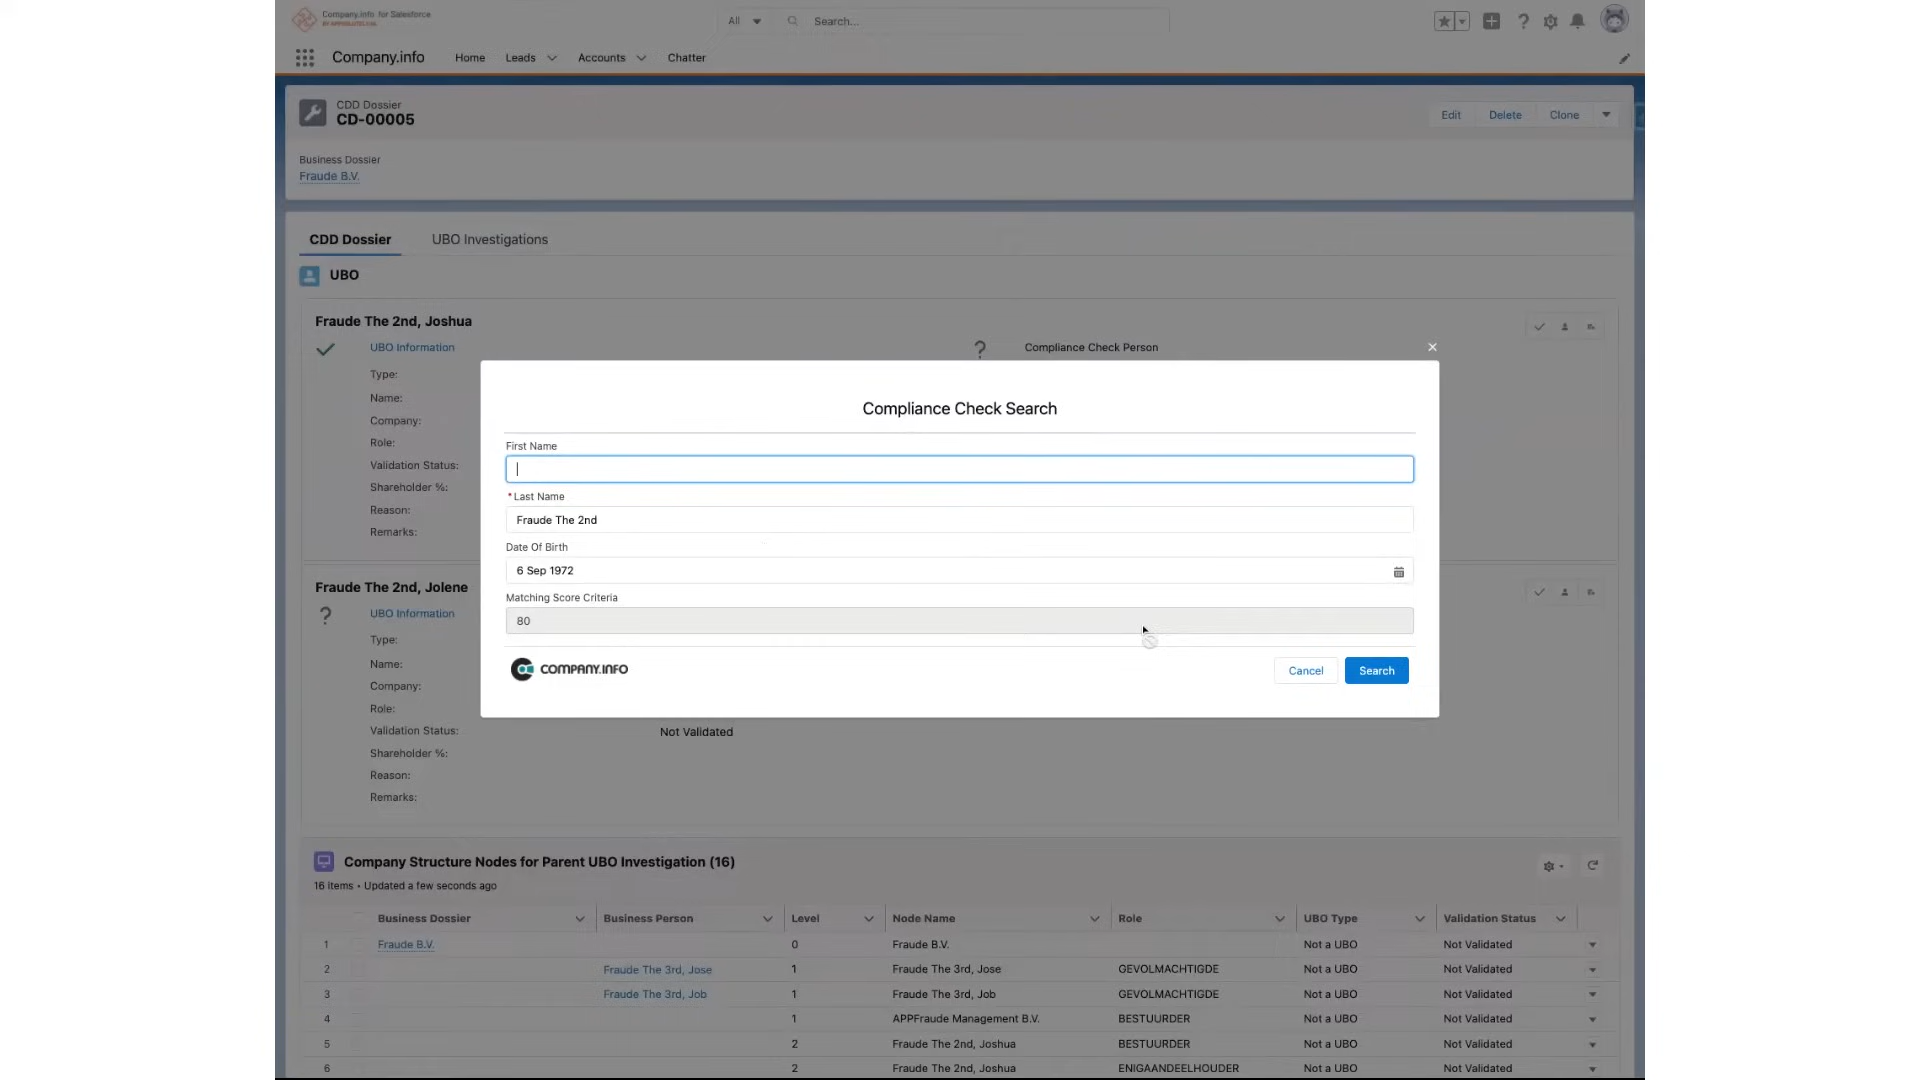 Company.info for Salesforce
All
Search...
Company.info
Home
Leads
Accounts
Chatter
CDD Dossier
CD-00005
Edit
Delete
Clone
Business Dossier
Fraude B.V.
CDD Dossier
UBO Investigations
UBO
Fraude The 2nd, Joshua
UBO Information
? Compliance Check Person
Type:
Name:
Company:
Role:
Validation Status:
Shareholder %:
Reason:
Remarks:
Fraude The 2nd, Jolene
? UBO Information
Type:
Name:
Company:
Role:
Validation Status: Not Validated
Shareholder %:
Reason:
Remarks:
Compliance Check Search
First Name
* Last Name
Fraude The 2nd
Date Of Birth
6 Sep 1972
Matching Score Criteria
80
COMPANY.INFO
Cancel
Search
Company Structure Nodes for Parent UBO Investigation (16)
16 items • Updated a few seconds ago
Business Dossier Business Person Level Node Name Role UBO Type Validation Status
1 Fraude B.V. 0 Fraude B.V. Not a UBO Not Validated
2 Fraude The 3rd, Jose 1 Fraude The 3rd, Jose GEVOLMACHTIGDE Not a UBO Not Validated
3 Fraude The 3rd, Job 1 Fraude The 3rd, Job GEVOLMACHTIGDE Not a UBO Not Validated
4 1 APPFraude Management B.V. BESTUURDER Not a UBO Not Validated
5 2 Fraude The 2nd, Joshua BESTUURDER Not a UBO Not Validated
6 2 Fraude The 2nd, Joshua ENIGAANDEELHOUDER Not a UBO Not Validated